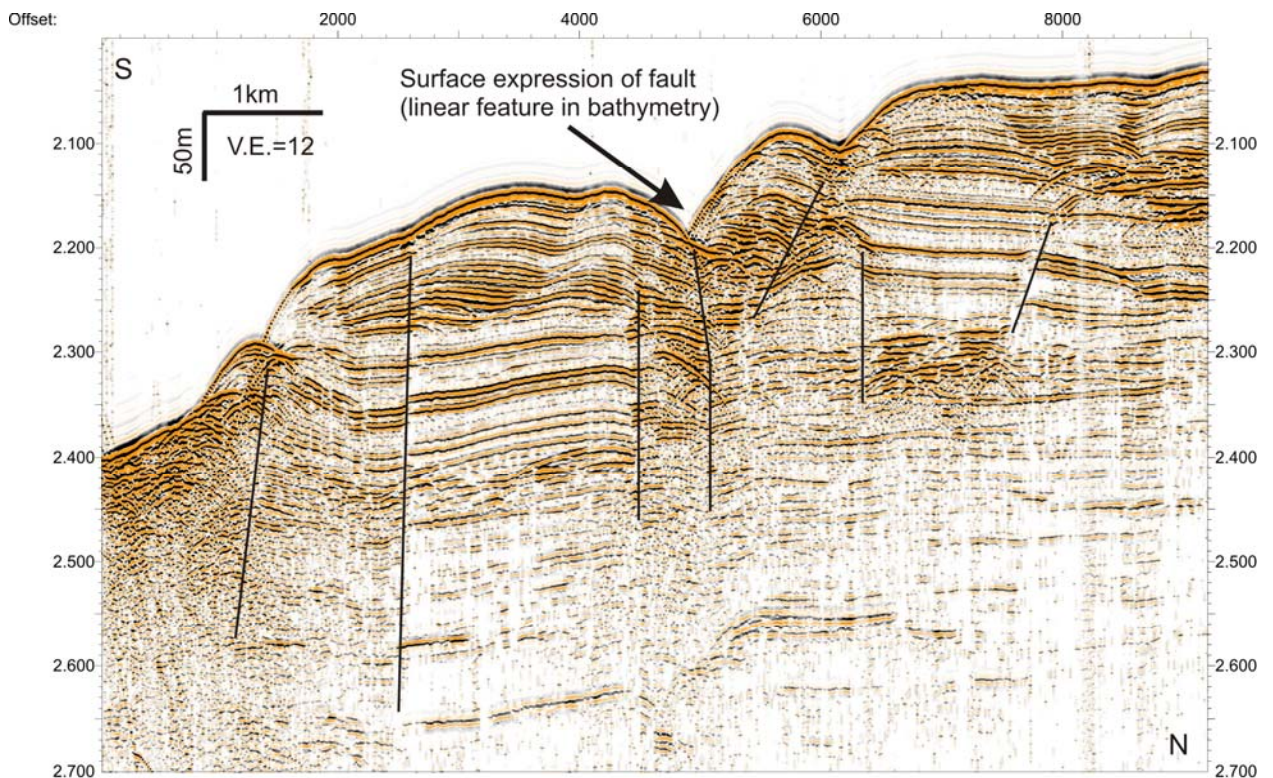 Offset: 2000 4000 6000 8000
S
Surface expression of fault
(linear feature in bathymetry)
1km
50m
V.E.=12
2.100 2.100
2.200 2.200
2.300 2.300
2.400 2.400
2.500 2.500
2.600 2.600
N
2.700 2.700